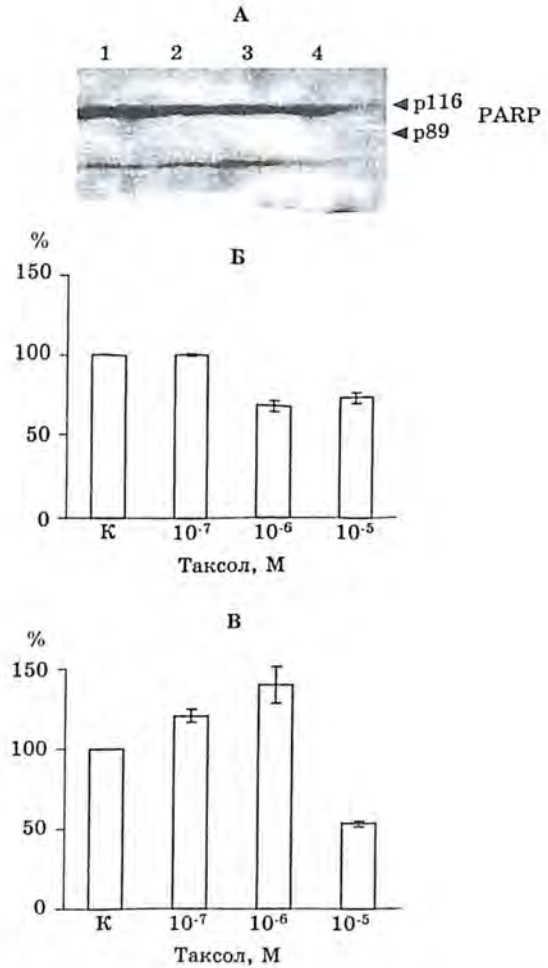 А
1 2 3 4
p116
p89 PARP
%
Б
150
100
50
0
К 10⁻⁷ 10⁻⁶ 10⁻⁵
Таксол, М
В
%
150
100
50
0
К 10⁻⁷ 10⁻⁶ 10⁻⁵
Таксол, М